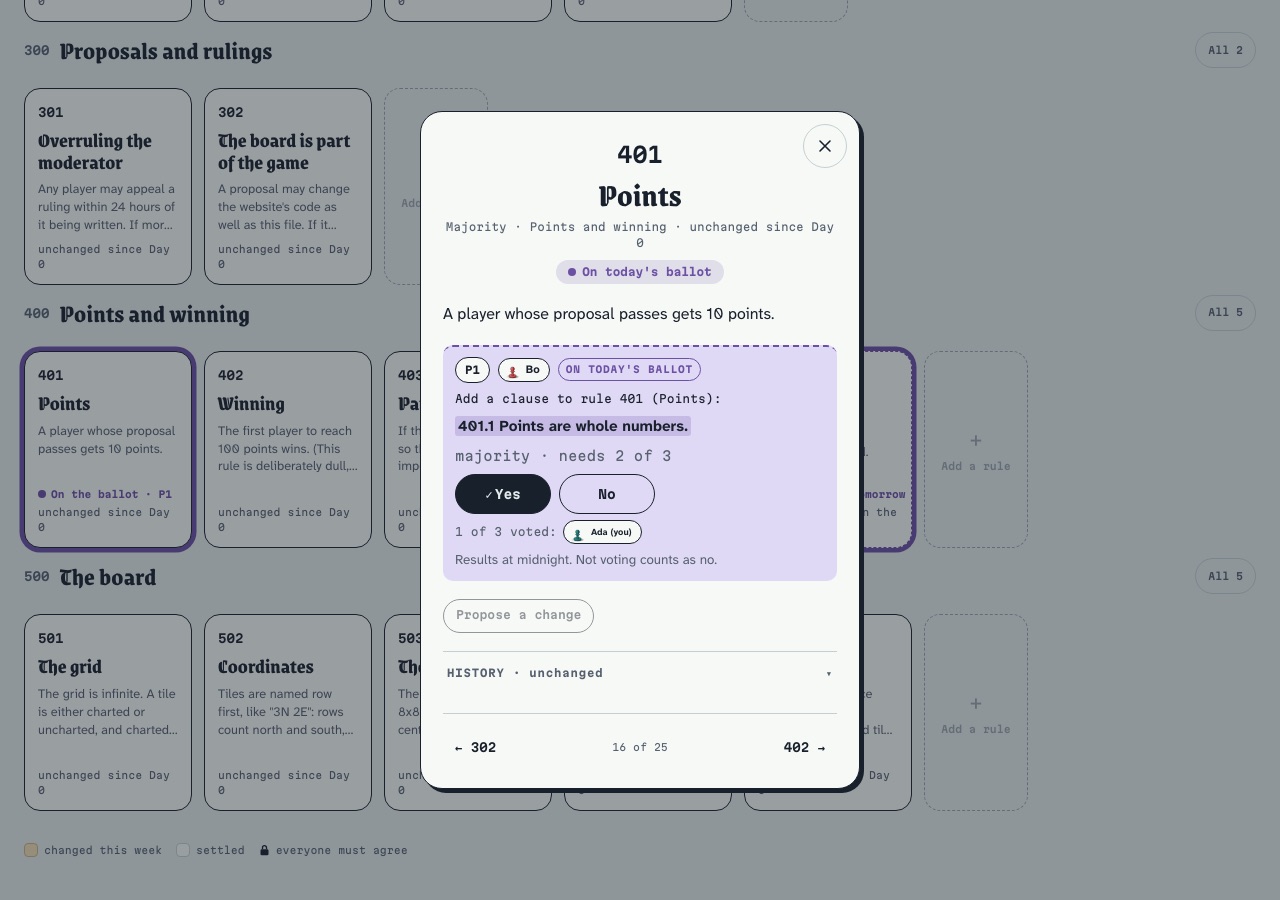 0
0
0
0
300 Proposals and rulings
All 2
301
Overruling the
moderator
Any player may appeal a
ruling within 24 hours of
it being written. If mor...
unchanged since Day
0
302
The board is part
of the game
A proposal may change
the website's code as
well as this file. If it...
unchanged since Day
0
400 Points and winning
All 5
401
Points
A player whose proposal
passes gets 10 points.
On the ballot · P1
unchanged since Day
0
402
Winning
The first player to reach
100 points wins. (This
rule is deliberately dull,...
unchanged since Day
0
403
+
Add a rule
500 The board
All 5
501
The grid
The grid is infinite. A tile
is either charted or
uncharted, and charted...
unchanged since Day
0
502
Coordinates
Tiles are named row
first, like "3N 2E": rows
count north and south,...
unchanged since Day
0
503
+
Add a rule
changed this week
settled
everyone must agree
401
Points
Majority · Points and winning · unchanged since Day
0
On today's ballot
A player whose proposal passes gets 10 points.
P1 Bo ON TODAY'S BALLOT
Add a clause to rule 401 (Points):
401.1 Points are whole numbers.
majority · needs 2 of 3
✓Yes No
1 of 3 voted: Ada (you)
Results at midnight. Not voting counts as no.
Propose a change
HISTORY · unchanged ▾
← 302 16 of 25 402 →